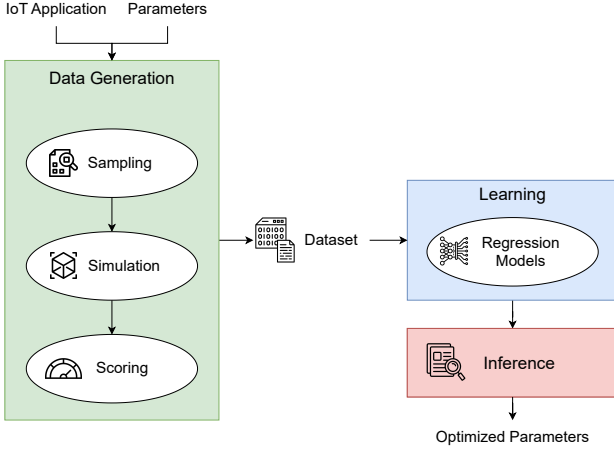 IoT Application
Parameters
Data Generation
Sampling
Simulation
Scoring
Dataset
Learning
Regression
Models
Inference
Optimized Parameters